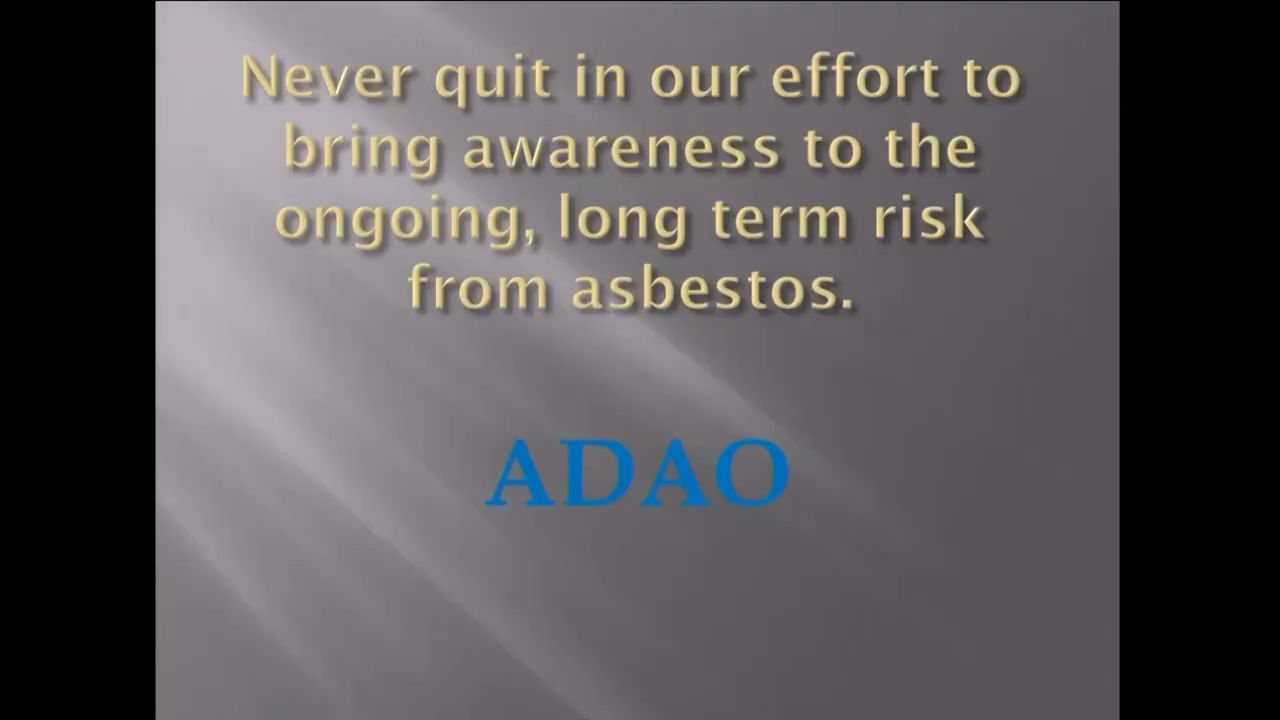 Never quit in our effort to
bring awareness to the
ongoing, long term risk
from asbestos.
ADAO